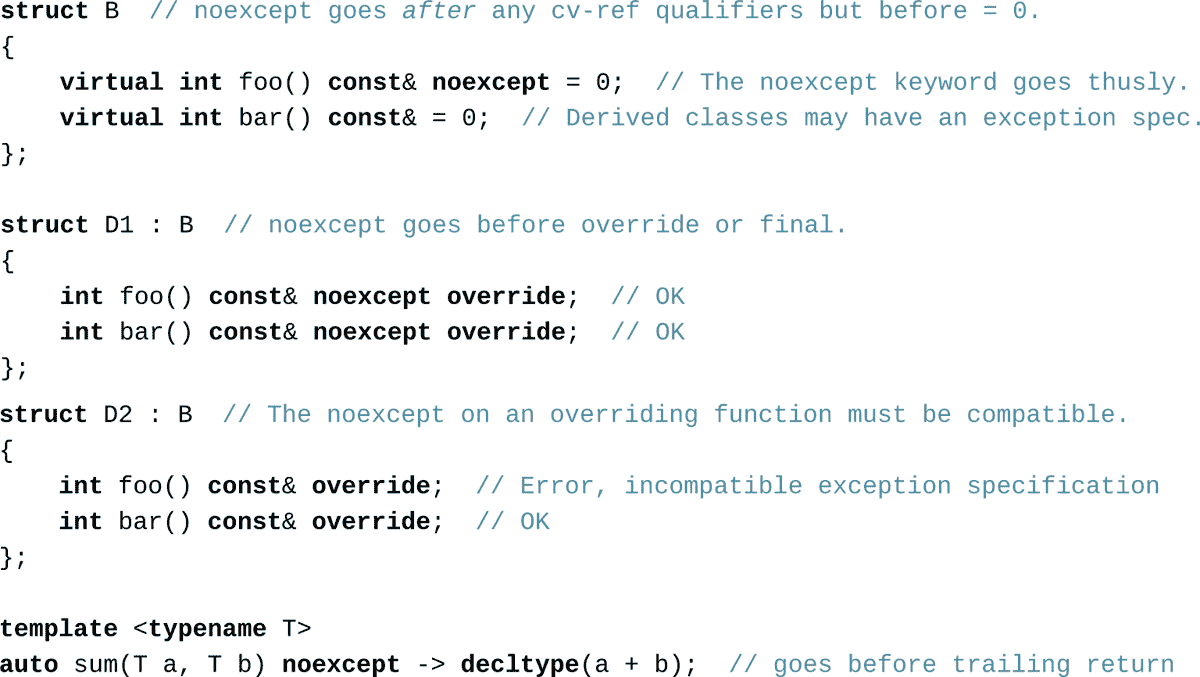 struct B  // noexcept goes after any cv-ref qualifiers but before = 0.
{
    virtual int foo() const& noexcept = 0;  // The noexcept keyword goes thusly.
    virtual int bar() const& = 0;  // Derived classes may have an exception spec.
};

struct D1 : B  // noexcept goes before override or final.
{
    int foo() const& noexcept override;  // OK
    int bar() const& noexcept override;  // OK
};
struct D2 : B  // The noexcept on an overriding function must be compatible.
{
    int foo() const& override;  // Error, incompatible exception specification
    int bar() const& override;  // OK
};

template <typename T>
auto sum(T a, T b) noexcept -> decltype(a + b);  // goes before trailing return